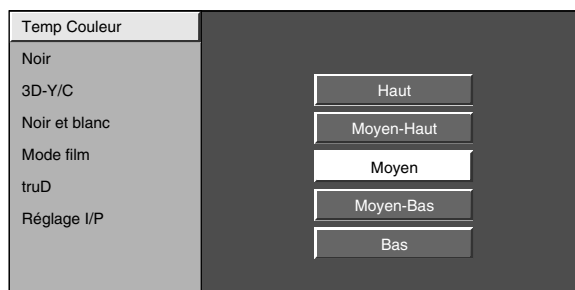 Temp Couleur
Noir
3D-Y/C
Noir et blanc
Mode film
truD
Réglage I/P
Haut
Moyen-Haut
Moyen
Moyen-Bas
Bas